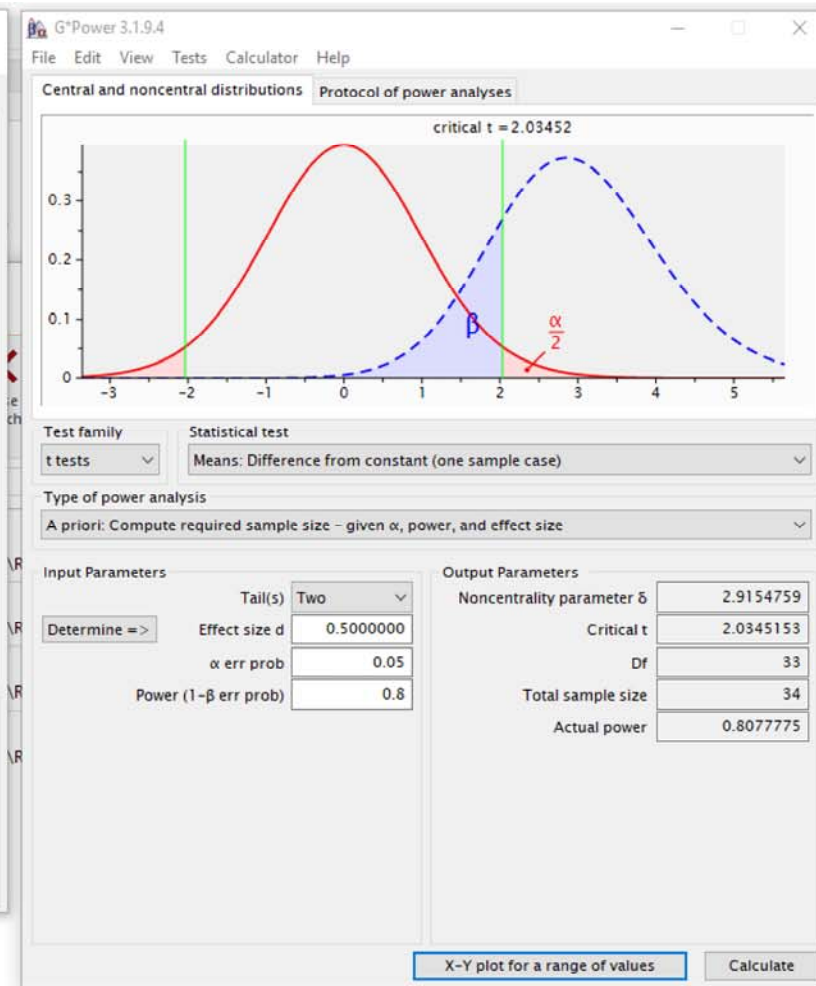 G*Power 3.1.9.4
File Edit View Tests Calculator Help
Central and noncentral distributions Protocol of power analyses
critical t = 2.03452
0.3
0.2
0.1
0
β
α
2
-3 -2 -1 0 1 2 3 4 5
Test family Statistical test
t tests Means: Difference from constant (one sample case)
Type of power analysis
A priori: Compute required sample size - given α, power, and effect size
Input Parameters Output Parameters
Tail(s) Two Noncentrality parameter δ 2.9154759
Determine => Effect size d 0.5000000 Critical t 2.0345153
α err prob 0.05 Df 33
Power (1-β err prob) 0.8 Total sample size 34
Actual power 0.8077775
X-Y plot for a range of values Calculate
e
ch
\R
\R
\R
\R